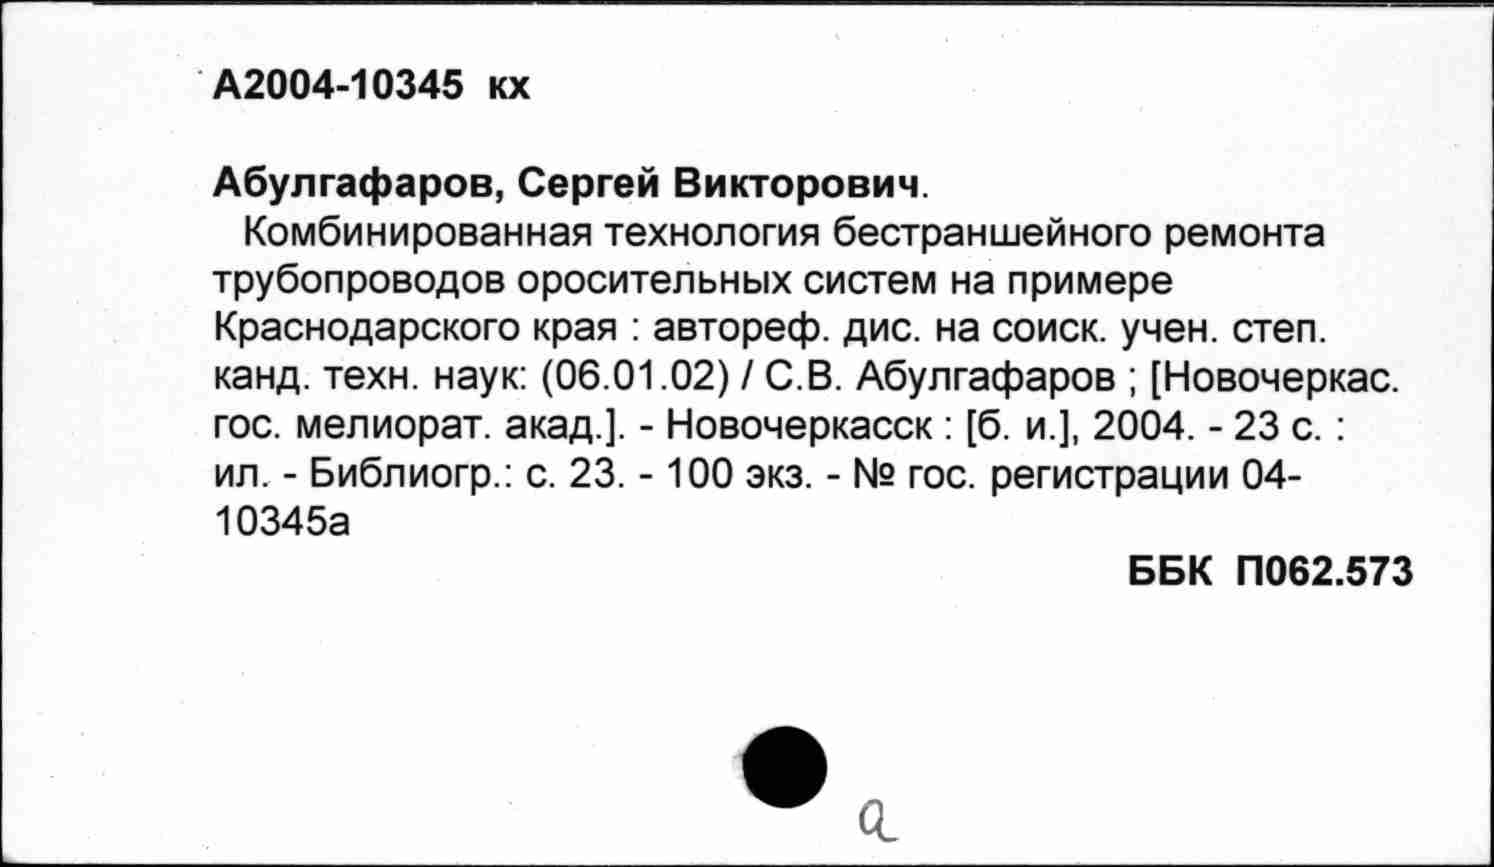 А2004-10345 кх
Абулгафаров, Сергей Викторович.
Комбинированная технология бестраншейного ремонта
трубопроводов оросительных систем на примере
Краснодарского края : автореф. дис. на соиск. учен. степ.
канд. техн. наук: (06.01.02) / С.В. Абулгафаров ; [Новочеркас.
гос. мелиорат. акад.]. - Новочеркасск : [б. и.], 2004. - 23 с. :
ил. - Библиогр.: с. 23. - 100 экз. - № гос. регистрации 04-
10345а
ББК П062.573
а